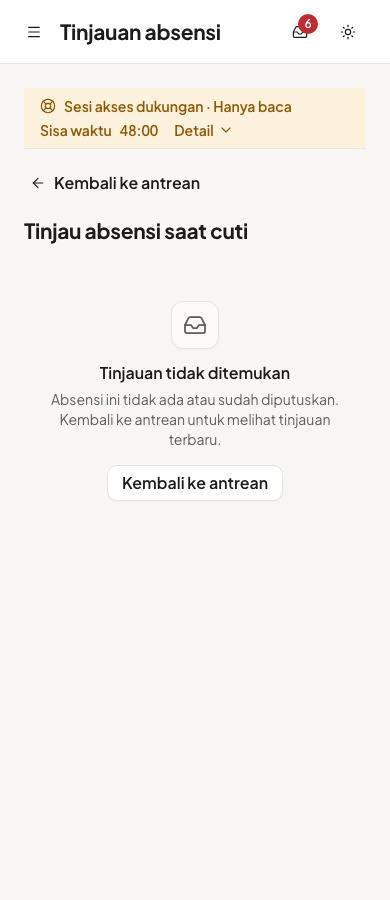 Tinjauan absensi
6
Sesi akses dukungan · Hanya baca
Sisa waktu 48:00 Detail
Kembali ke antrean
Tinjau absensi saat cuti
Tinjauan tidak ditemukan
Absensi ini tidak ada atau sudah diputuskan.
Kembali ke antrean untuk melihat tinjauan
terbaru.
Kembali ke antrean